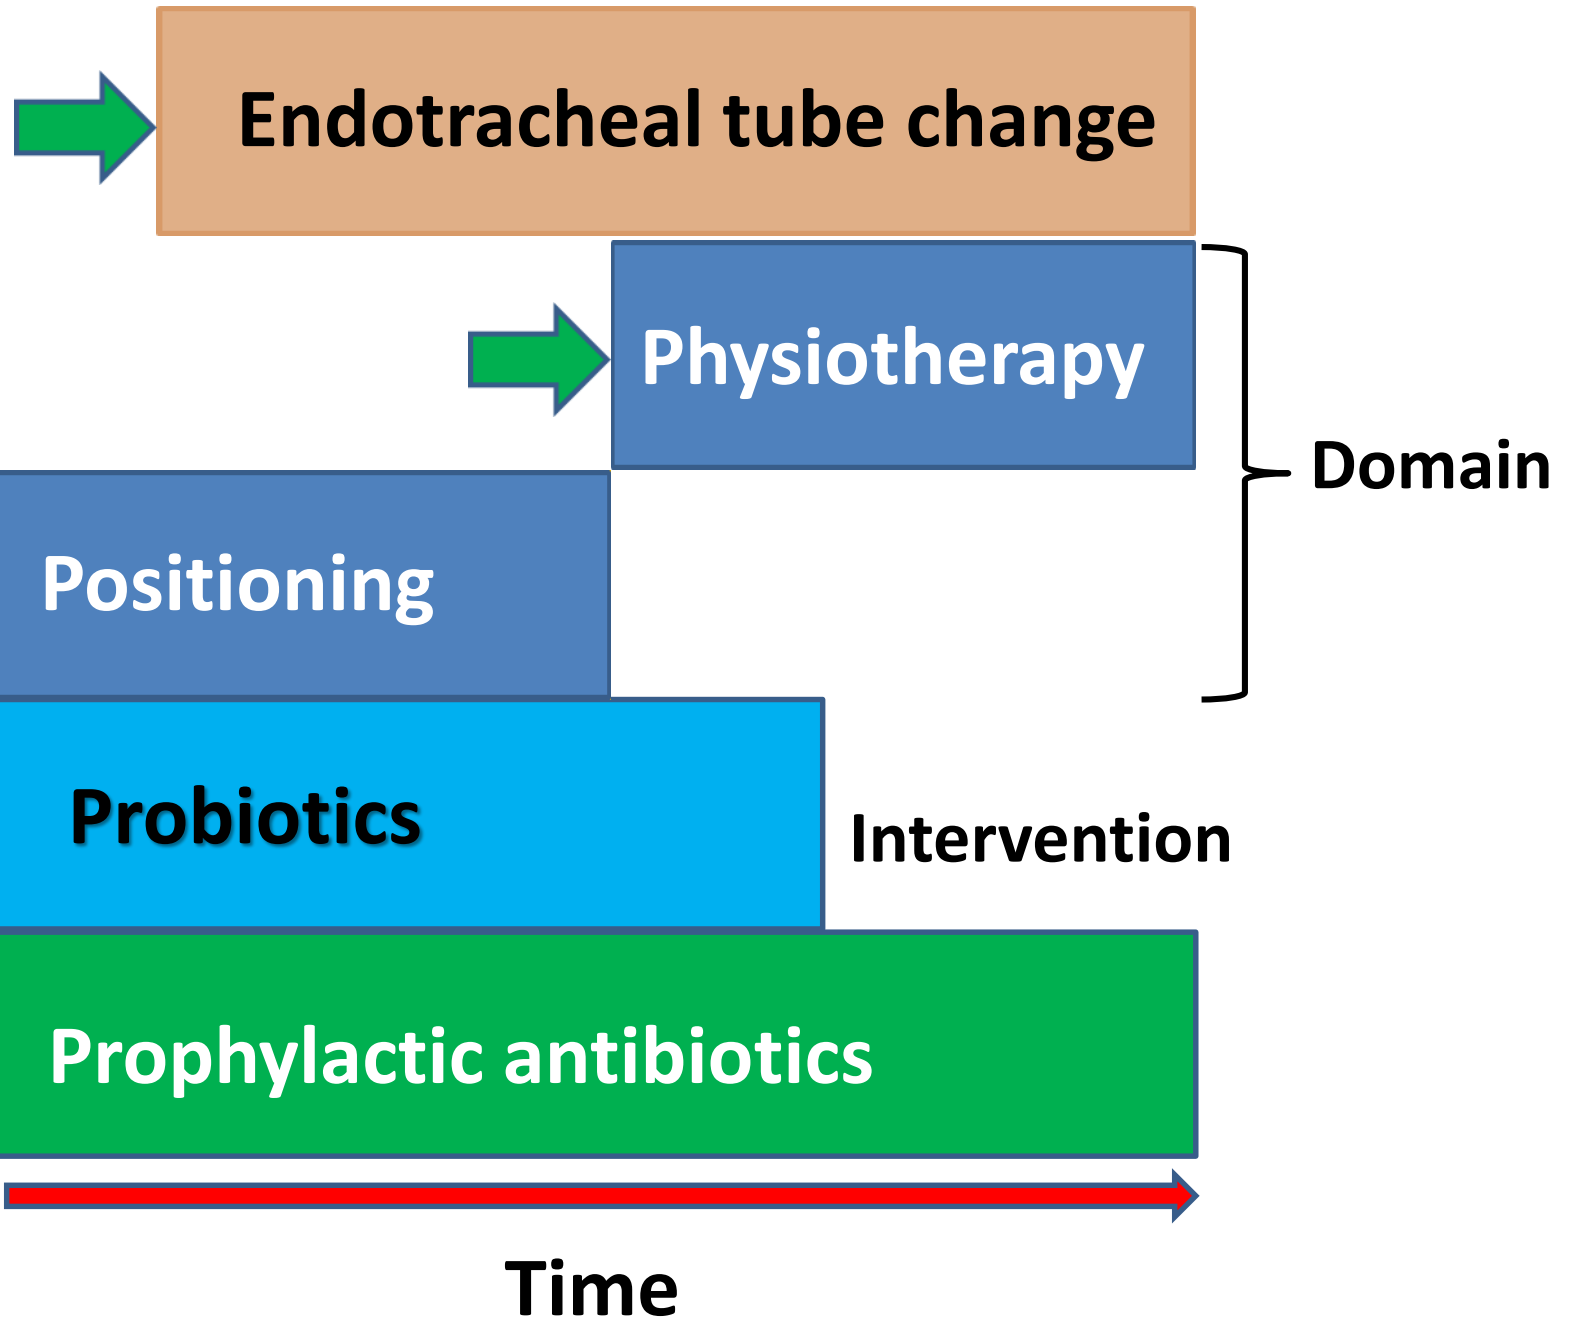 Endotracheal tube change
Physiotherapy
Domain
Positioning
Probiotics
Intervention
Prophylactic antibiotics
Time